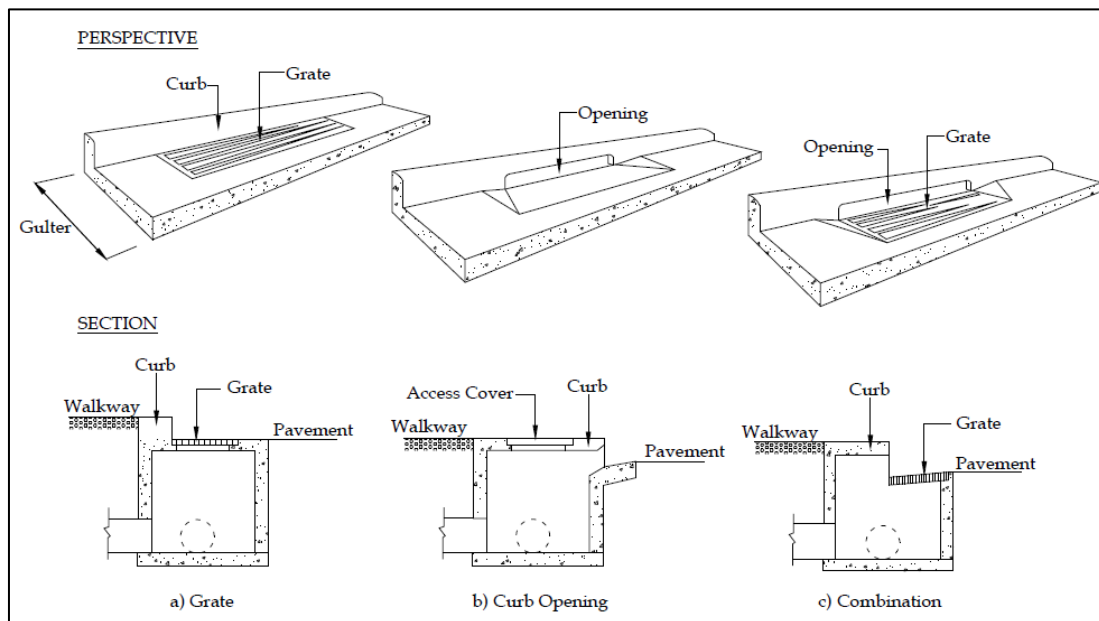 PERSPECTIVE
Curb
Grate
Opening
Opening
Grate
Gulter
SECTION
Curb
Grate
Walkway
Pavement
Access Cover
Curb
Walkway
Pavement
Curb
Grate
Walkway
Pavement
a) Grate
b) Curb Opening
c) Combination